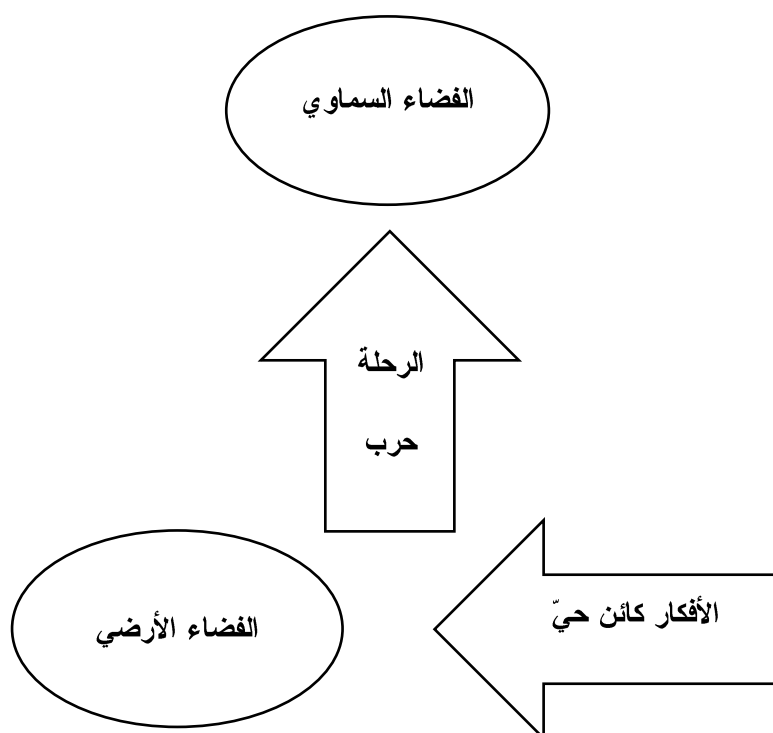 الفضاء السماوي
الرحلة
حرب
الأفكار كائن حيّ
الفضاء الأرضي